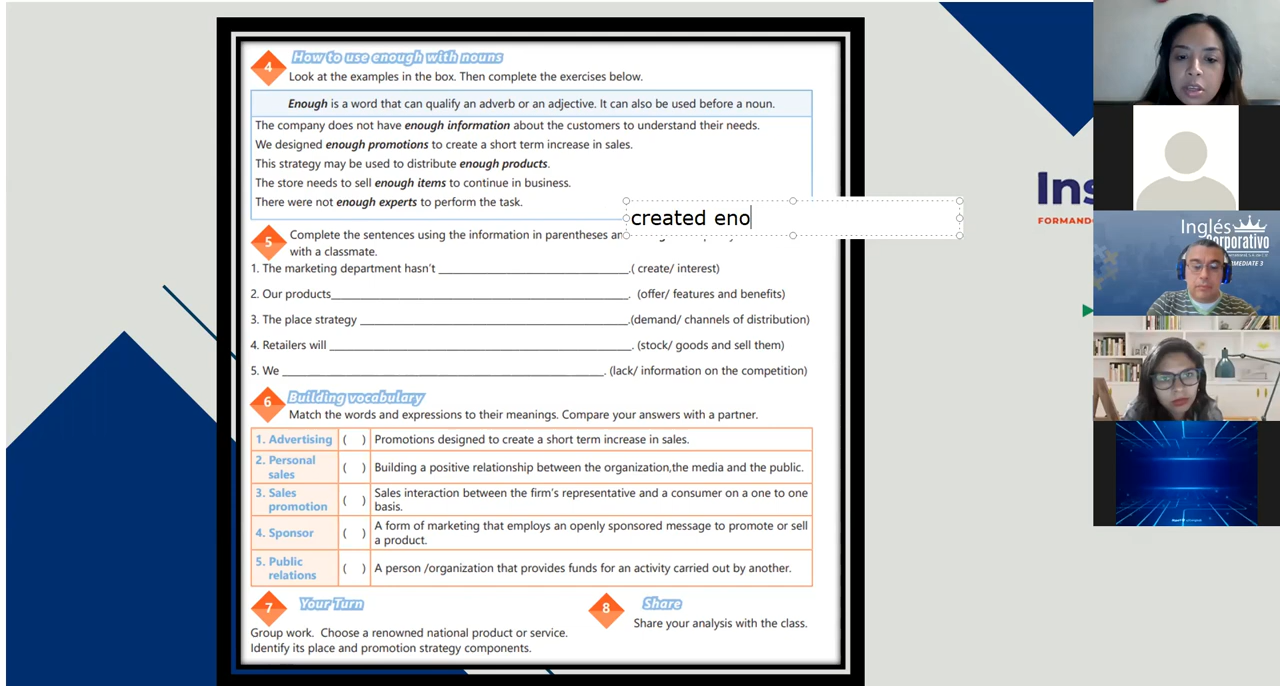 4 How to use enough with nouns
Look at the examples in the box. Then complete the exercises below.
Enough is a word that can qualify an adverb or an adjective. It can also be used before a noun.
The company does not have enough information about the customers to understand their needs.
We designed enough promotions to create a short term increase in sales.
This strategy may be used to distribute enough products.
The store needs to sell enough items to continue in business.
There were not enough experts to perform the task.
created eno
5 Complete the sentences using the information in parentheses
with a classmate.
1. The marketing department hasn't ______________________________.( create/ interest)
2. Our products______________________________. (offer/ features and benefits)
3. The place strategy ______________________________.(demand/ channels of distribution)
4. Retailers will ______________________________. (stock/ goods and sell them)
5. We ______________________________. (lack/ information on the competition)
6 Building vocabulary
Match the words and expressions to their meanings. Compare your answers with a partner.
1. Advertising ( ) Promotions designed to create a short term increase in sales.
2. Personal sales ( ) Building a positive relationship between the organization,the media and the public.
3. Sales promotion ( ) Sales interaction between the firm's representative and a consumer on a one to one
basis.
4. Sponsor ( ) A form of marketing that employs an openly sponsored message to promote or sell
a product.
5. Public relations ( ) A person /organization that provides funds for an activity carried out by another.
7 Your Turn
Group work. Choose a renowned national product or service.
Identify its place and promotion strategy components.
8 Share
Share your analysis with the class.
Ins
FORMAND
Inglés
Corporativo